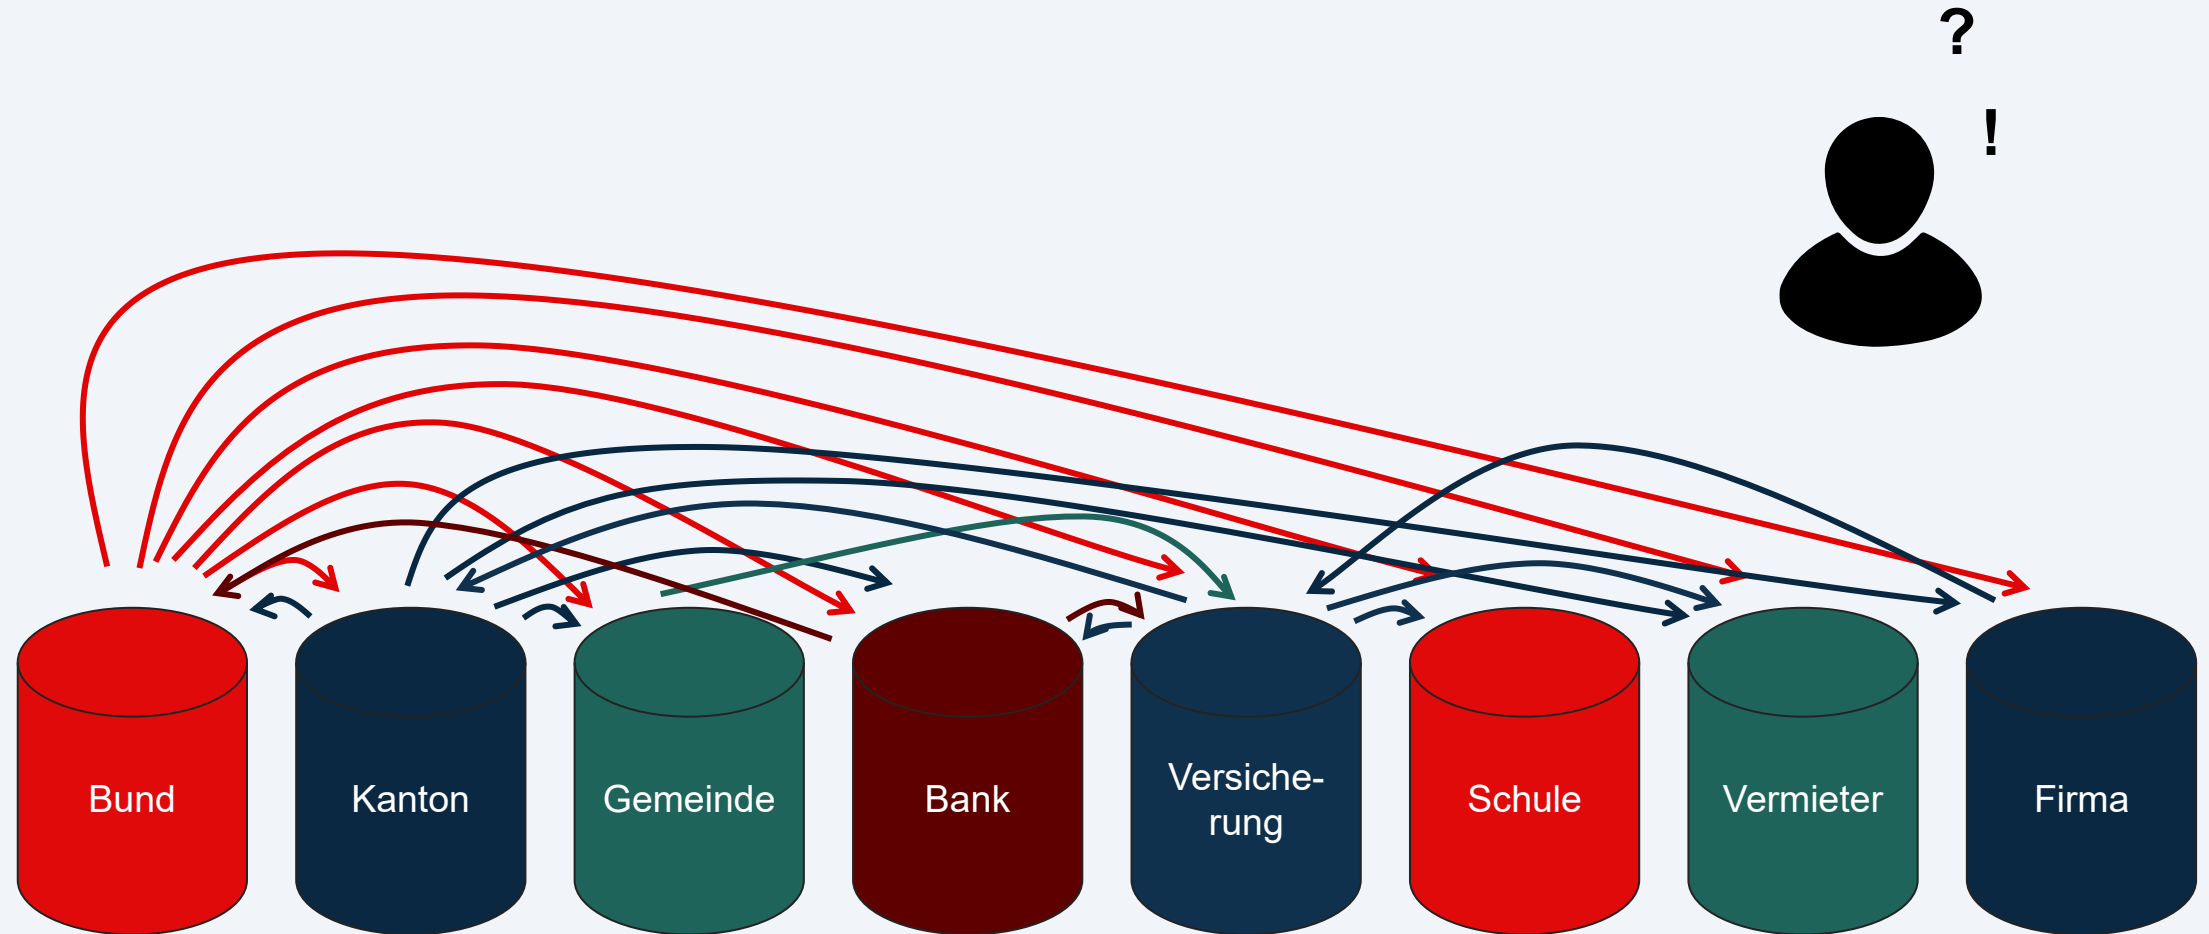 ?
!
Bund
Kanton
Gemeinde
Bank
Versiche-
rung
Schule
Vermieter
Firma